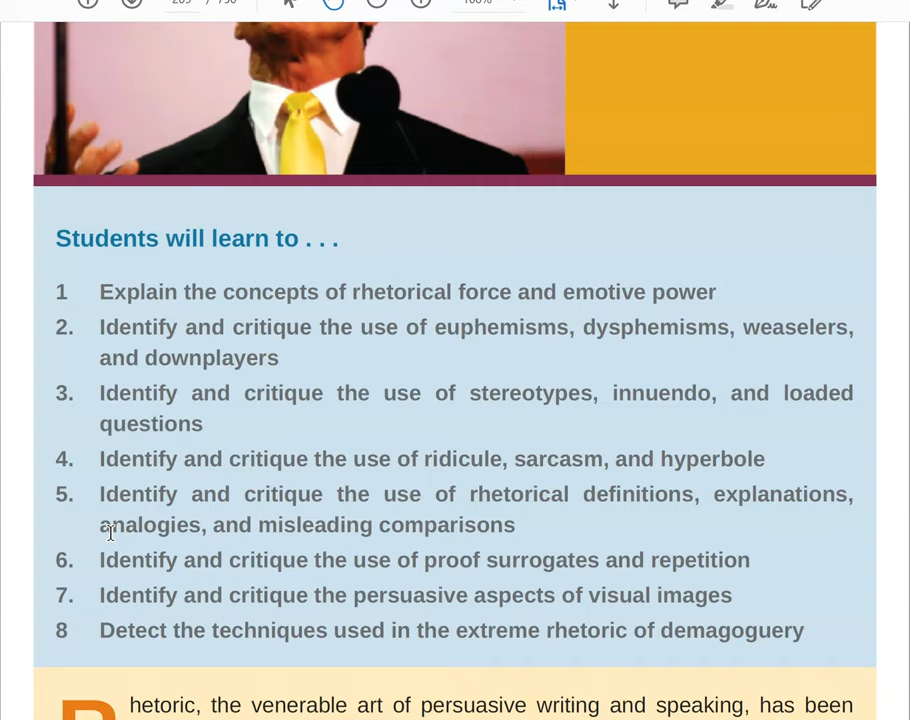 Students will learn to . . .
1 Explain the concepts of rhetorical force and emotive power
2. Identify and critique the use of euphemisms, dysphemisms, weaselers,
and downplayers
3. Identify and critique the use of stereotypes, innuendo, and loaded
questions
4. Identify and critique the use of ridicule, sarcasm, and hyperbole
5. Identify and critique the use of rhetorical definitions, explanations,
analogies, and misleading comparisons
6. Identify and critique the use of proof surrogates and repetition
7. Identify and critique the persuasive aspects of visual images
8 Detect the techniques used in the extreme rhetoric of demagoguery
hetoric, the venerable art of persuasive writing and speaking, has been